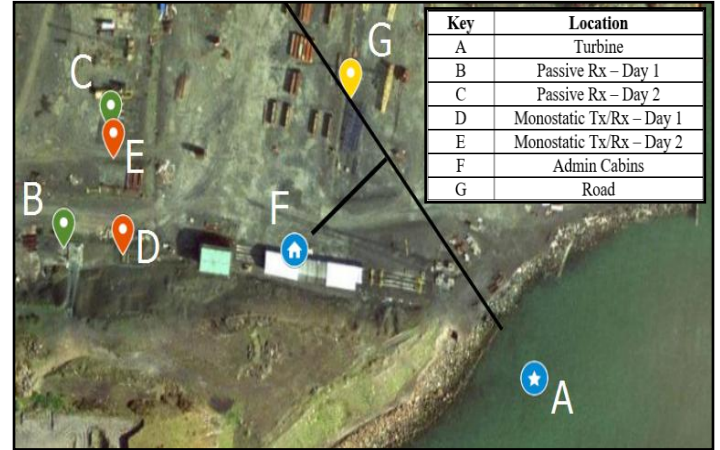 Key Location
A Turbine
B Passive Rx – Day 1
C Passive Rx – Day 2
D Monostatic Tx/Rx – Day 1
E Monostatic Tx/Rx – Day 2
F Admin Cabins
G Road
G
C
E
B
D
F
A